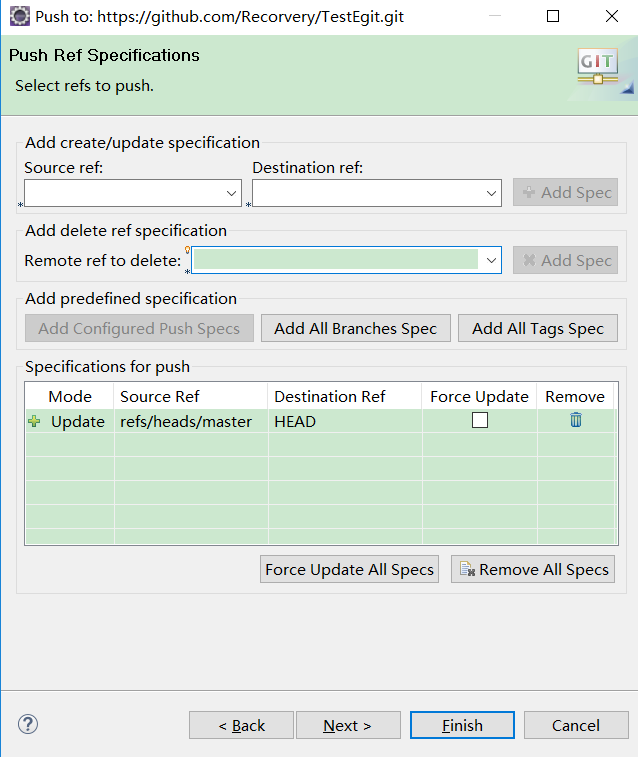 Push to: https://github.com/Recorvery/TestEgit.git
Push Ref Specifications
Select refs to push.
GIT
Add create/update specification
Source ref: Destination ref:
* * Add Spec
Add delete ref specification
Remote ref to delete: * Add Spec
Add predefined specification
Add Configured Push Specs Add All Branches Spec Add All Tags Spec
Specifications for push
Mode Source Ref Destination Ref Force Update Remove
Update refs/heads/master HEAD
Force Update All Specs Remove All Specs
? < Back Next > Finish Cancel